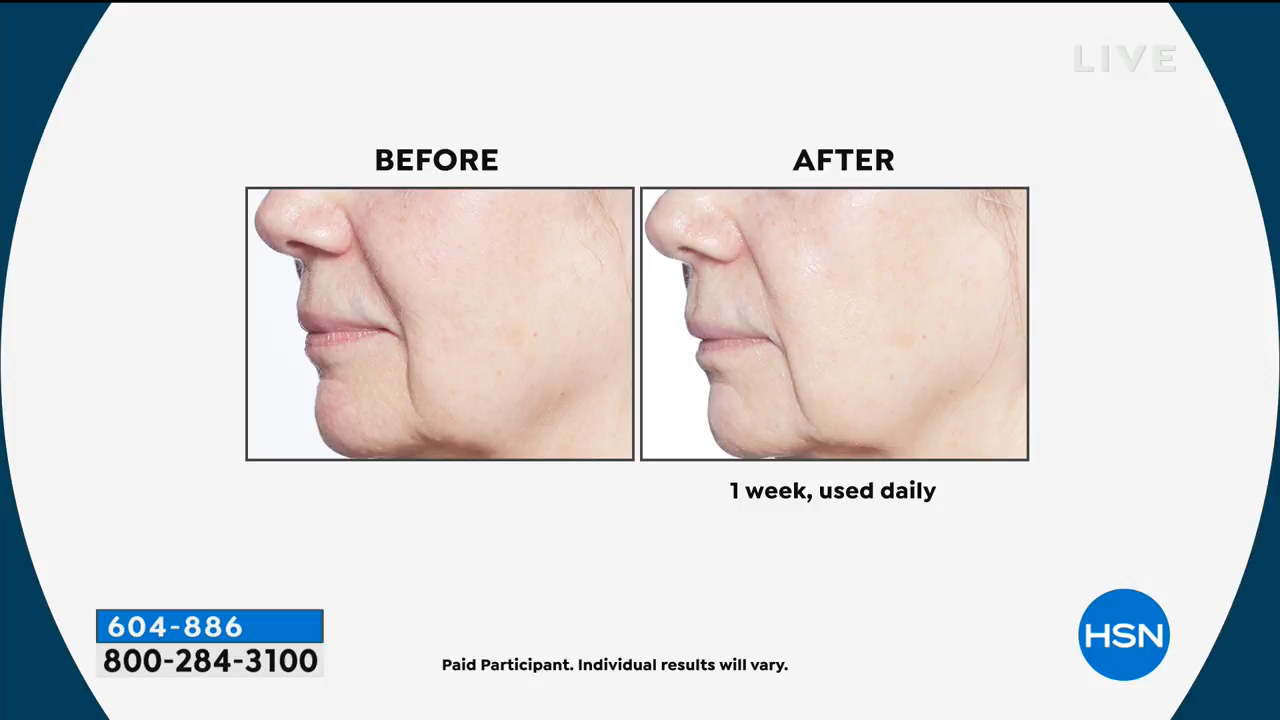 LIVE
BEFORE
AFTER
1 week, used daily
604-886
800-284-3100
Paid Participant. Individual results will vary.
HSN